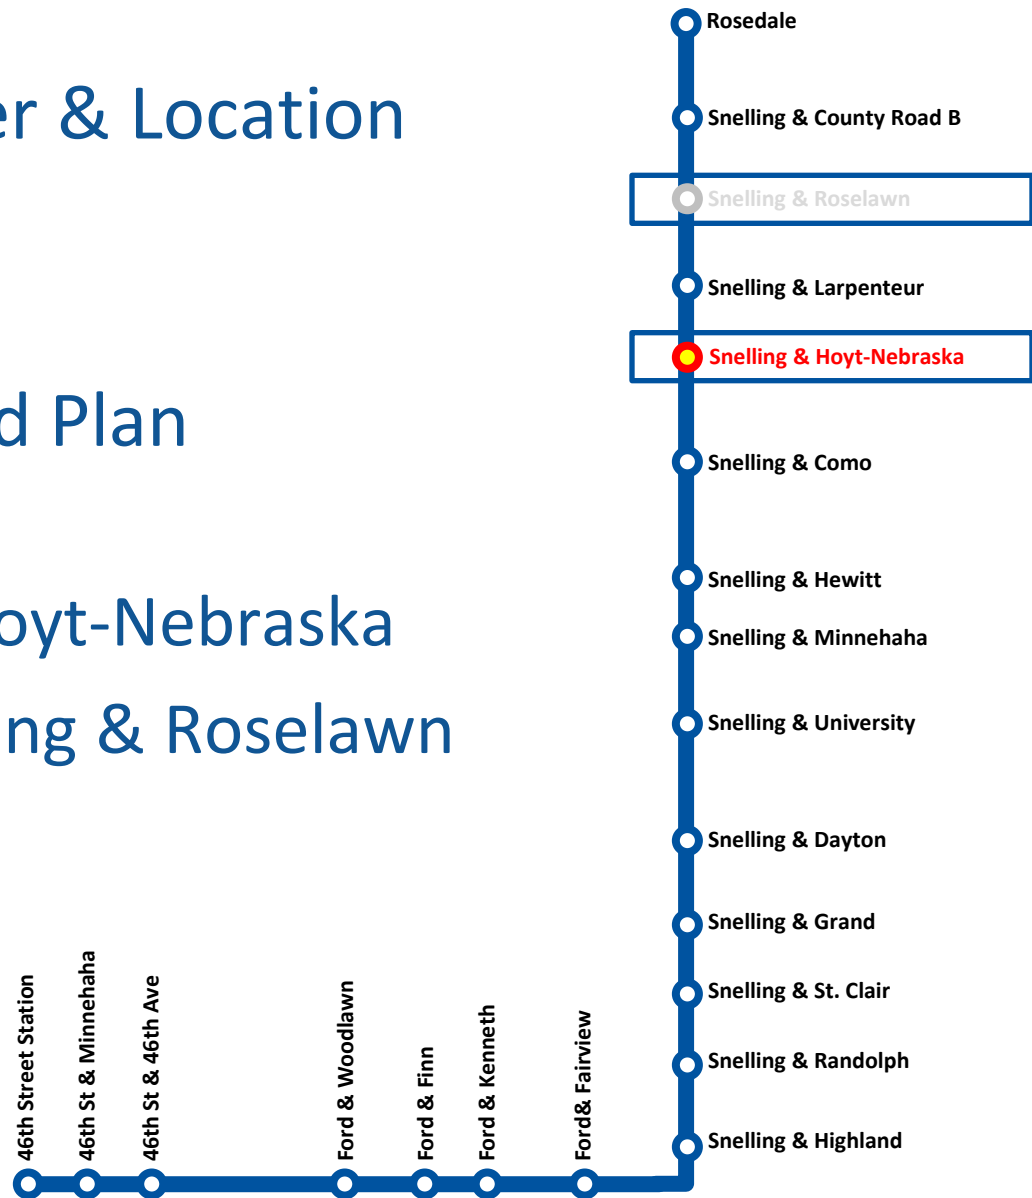 er & Location
d Plan
oyt-Nebraska
ng & Roselawn
Rosedale
Snelling & County Road B
Snelling & Roselawn
Snelling & Larpenteur
Snelling & Hoyt-Nebraska
Snelling & Como
Snelling & Hewitt
Snelling & Minnehaha
Snelling & University
Snelling & Dayton
Snelling & Grand
Snelling & St. Clair
Snelling & Randolph
Snelling & Highland
46th Street Station
46th St & Minnehaha
46th St & 46th Ave
Ford & Woodlawn
Ford & Finn
Ford & Kenneth
Ford& Fairview